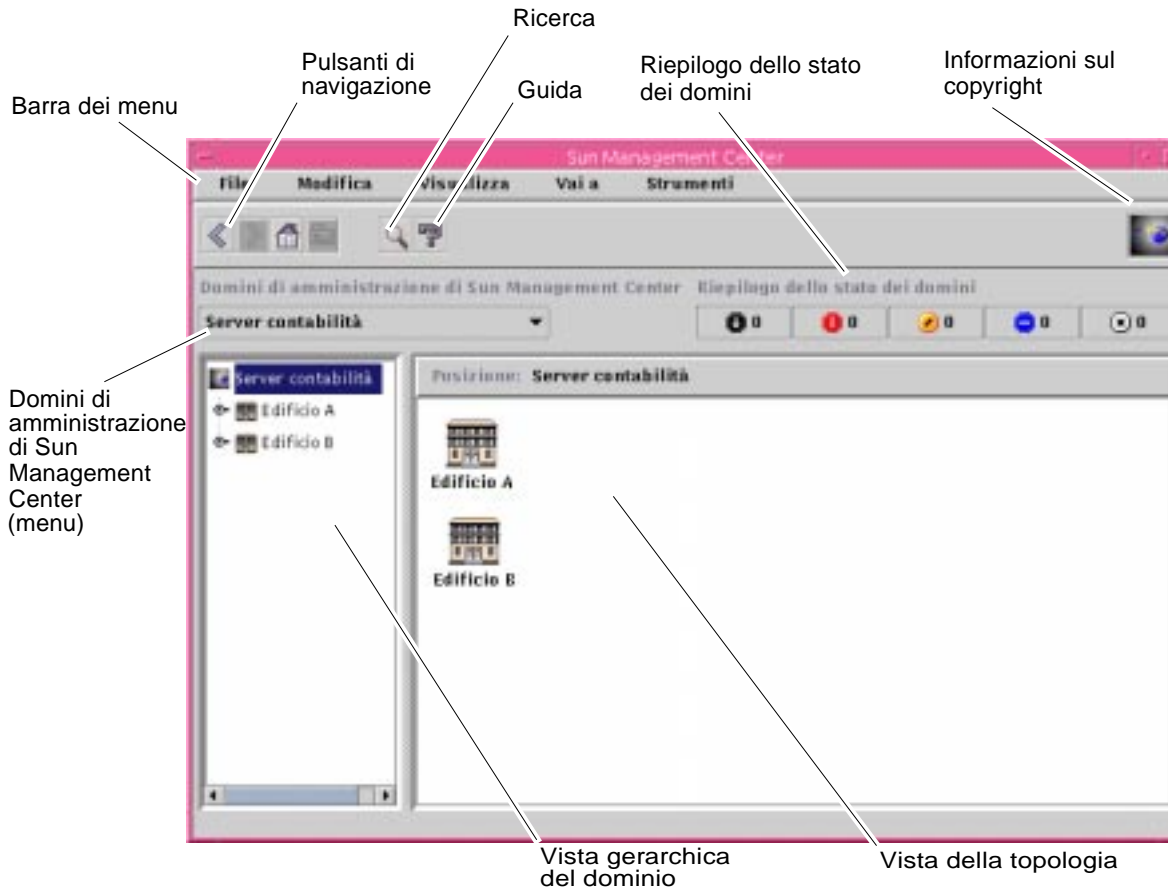 Ricerca
Pulsanti di
navigazione
Riepilogo dello stato
dei domini
Informazioni sul
copyright
Barra dei menu
Guida
Sun Management Center
File Modifica Visualizza Vai a Strumenti
Domini di amministrazione di Sun Management Center Riepilogo dello stato dei domini
Server contabilità 0 0 0 0 0
Server contabilità
Posizione: Server contabilità
Edificio A
Edificio B
Edificio A
Edificio B
Domini di
amministrazione
di Sun
Management
Center
(menu)
Vista gerarchica
del dominio
Vista della topologia